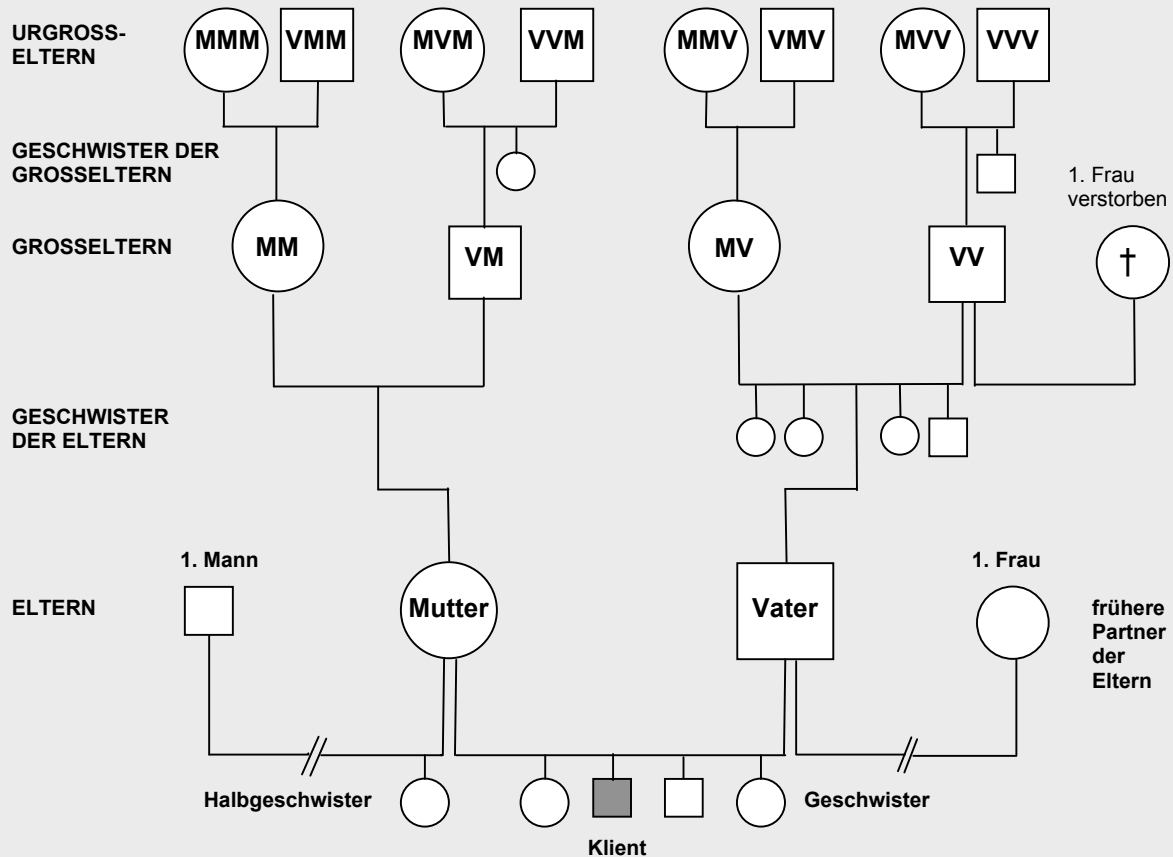 URGROSS-
ELTERN
MMM
VMM
MVM
VVM
MMV
VMV
MVV
VVV
GESCHWISTER DER
GROSSELTERN
1. Frau
verstorben
GROSSELTERN
MM
VM
MV
VV
†
GESCHWISTER
DER ELTERN
1. Mann
1. Frau
ELTERN
Mutter
Vater
frühere
Partner
der
Eltern
Halbgeschwister
Geschwister
Klient